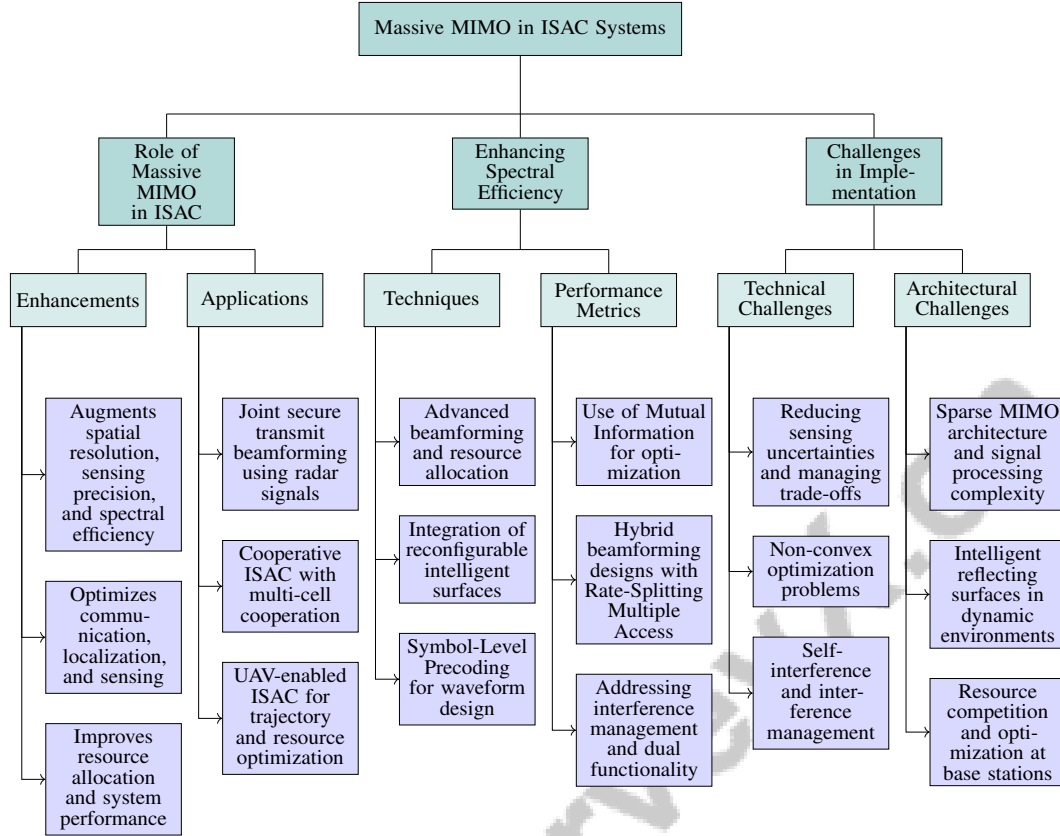 Massive MIMO in ISAC Systems
Role of
Massive
MIMO
in ISAC
Enhancing
Spectral
Efficiency
Challenges
in Imple-
mentation
Enhancements
Applications
Techniques
Performance
Metrics
Technical
Challenges
Architectural
Challenges
Augments
spatial
resolution,
sensing
precision,
and spectral
efficiency
Optimizes
commu-
nication,
localization,
and sensing
Improves
resource
allocation
and system
performance
Joint secure
transmit
beamforming
using radar
signals
Cooperative
ISAC with
multi-cell
cooperation
UAV-enabled
ISAC for
trajectory
and resource
optimization
Advanced
beamforming
and resource
allocation
Integration of
reconfigurable
intelligent
surfaces
Symbol-Level
Precoding
for waveform
design
Use of Mutual
Information
for opti-
mization
Hybrid
beamforming
designs with
Rate-Splitting
Multiple
Access
Addressing
interference
management
and dual
functionality
Reducing
sensing
uncertainties
and managing
trade-offs
Non-convex
optimization
problems
Self-
interference
and inter-
ference
management
Sparse MIMO
architecture
and signal
processing
complexity
Intelligent
reflecting
surfaces in
dynamic
environments
Resource
competition
and opti-
mization at
base stations